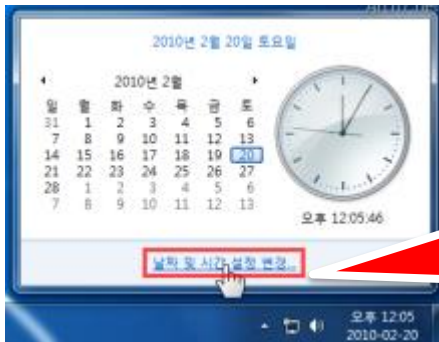 2010년 2월 20일 토요일
2010년 2월
일 월 화 수 목 금 토
31 1 2 3 4 5 6
7 8 9 10 11 12 13
14 15 16 17 18 19 20
21 22 23 24 25 26 27
28 1 2 3 4 5 6
7 8 9 10 11 12 13
오후 12:05:46
날짜 및 시간 설정 변경...
오후 12:05
2010-02-20